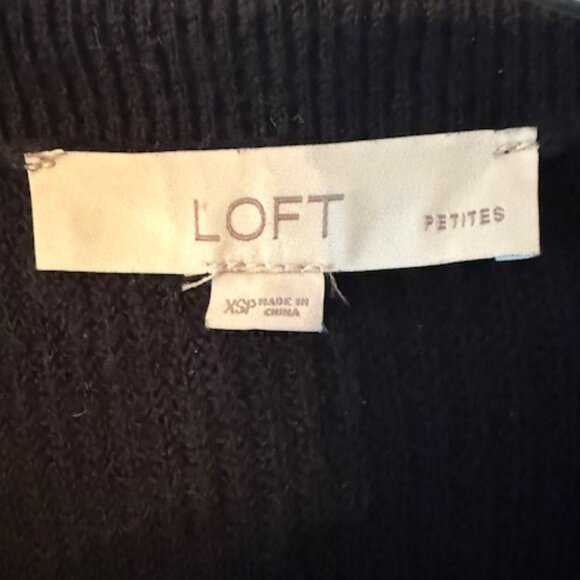 LOFT PETITES
XSP MADE IN
CHINA